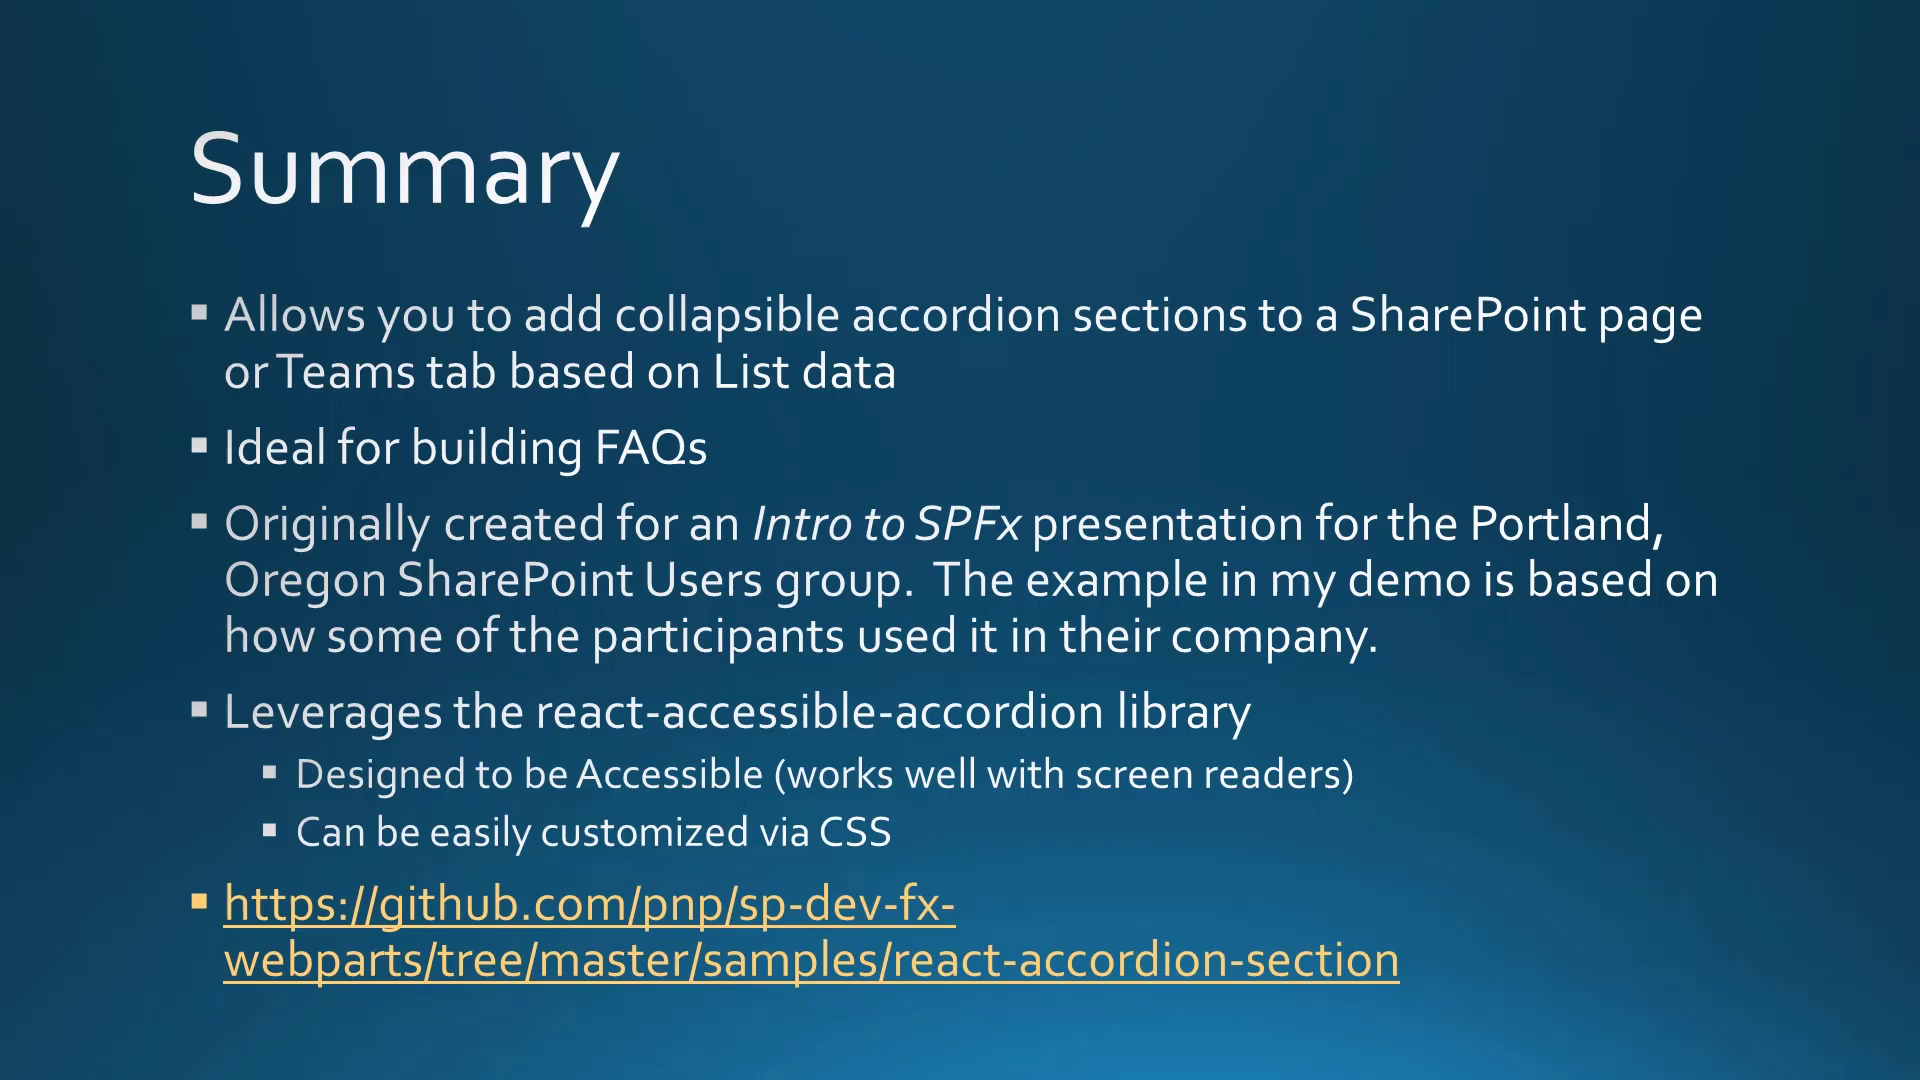 Summary
▪ Allows you to add collapsible accordion sections to a SharePoint page
or Teams tab based on List data
▪ Ideal for building FAQs
▪ Originally created for an Intro to SPFx presentation for the Portland,
Oregon SharePoint Users group.  The example in my demo is based on
how some of the participants used it in their company.
▪ Leverages the react-accessible-accordion library
▪ Designed to be Accessible (works well with screen readers)
▪ Can be easily customized via CSS
▪ https://github.com/pnp/sp-dev-fx-
webparts/tree/master/samples/react-accordion-section